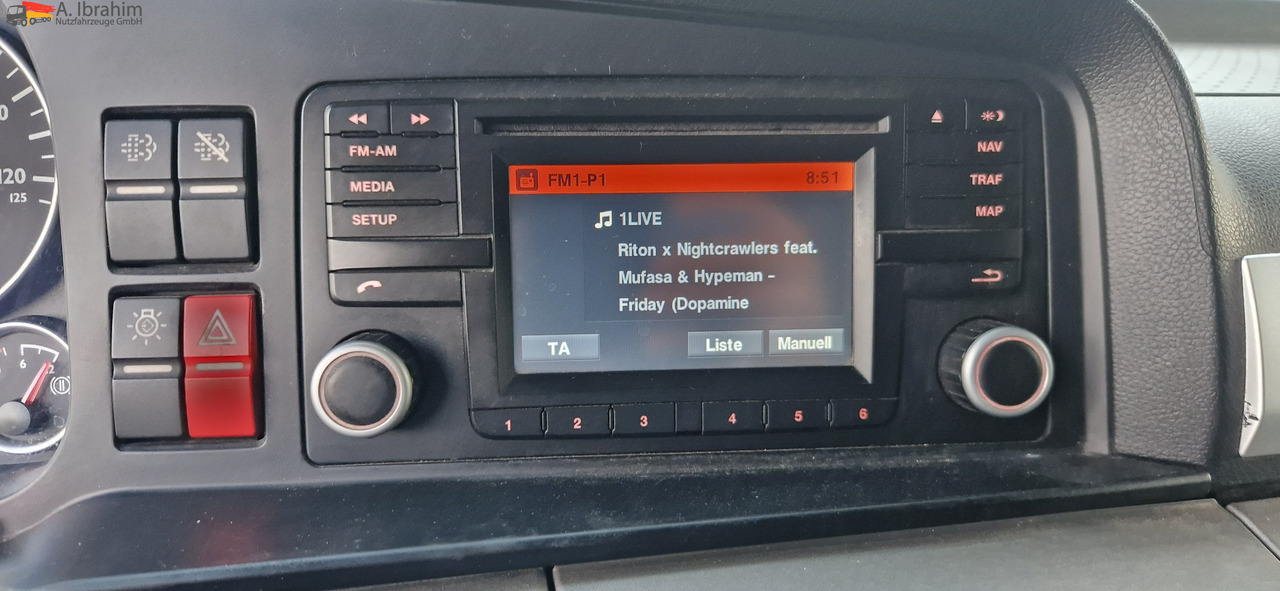 A. Ibrahim
Nutzfahrzeuge GmbH
120
125
6
FM-AM
MEDIA
SETUP
FM1-P1 8:51
1LIVE
Riton x Nightcrawlers feat.
Mufasa & Hypeman -
Friday (Dopamine
TA Liste Manuell
NAV
TRAF
MAP
1 2 3 4 5 6